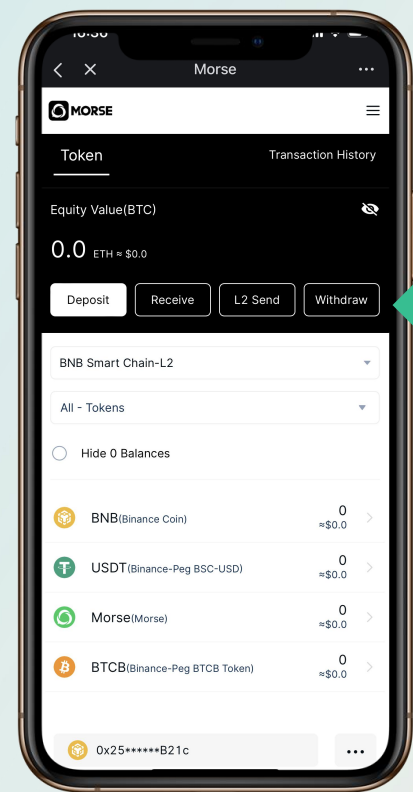 Morse
MORSE
Token
Transaction History
Equity Value(BTC)
0.0 ETH ≈ $0.0
Deposit
Receive
L2 Send
Withdraw
BNB Smart Chain-L2
All - Tokens
Hide 0 Balances
BNB(Binance Coin)
0
≈$0.0
USDT(Binance-Peg BSC-USD)
0
≈$0.0
Morse(Morse)
0
≈$0.0
BTCB(Binance-Peg BTCB Token)
0
≈$0.0
0x25******B21c